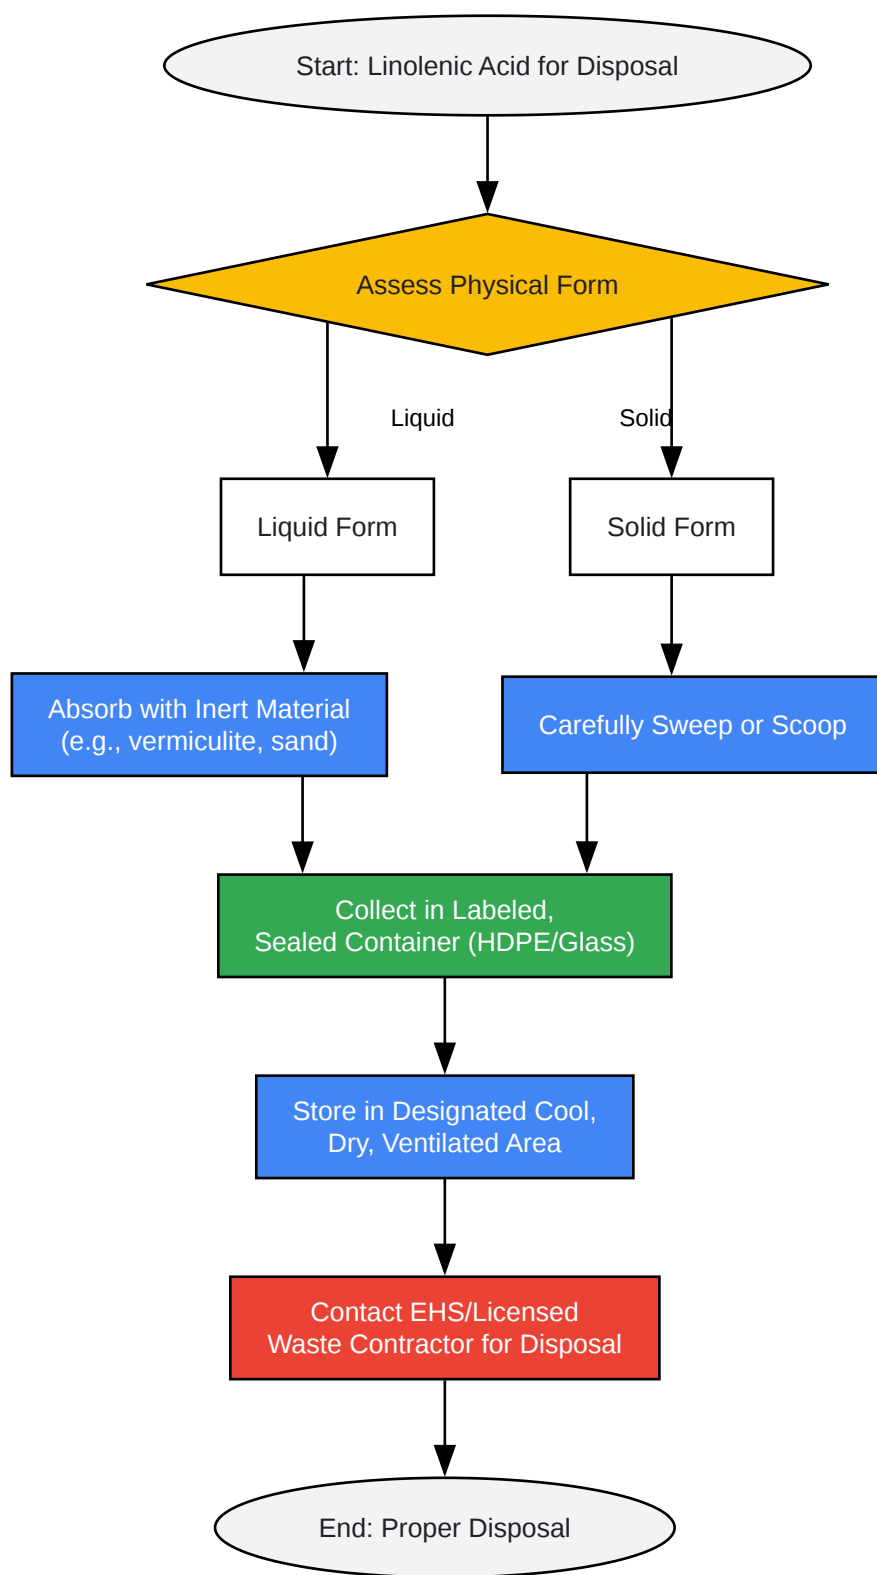 Start: Linolenic Acid for Disposal
Assess Physical Form
Liquid
Solid
Liquid Form
Solid Form
Absorb with Inert Material
(e.g., vermiculite, sand)
Carefully Sweep or Scoop
Collect in Labeled,
Sealed Container (HDPE/Glass)
Store in Designated Cool,
Dry, Ventilated Area
Contact EHS/Licensed
Waste Contractor for Disposal
End: Proper Disposal